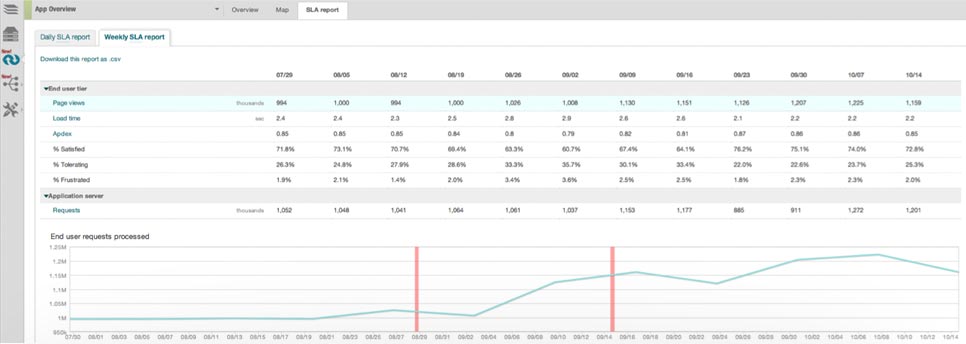 App Overview Overview Map SLA report
New!
New!
Daily SLA report Weekly SLA report
Download this report as .csv
07/29 08/05 08/12 08/19 08/26 09/02 09/09 09/16 09/23 09/30 10/07 10/14
End user tier
Page views thousands 994 1,000 994 1,000 1,026 1,008 1,130 1,151 1,126 1,207 1,225 1,159
Load time sec 2.4 2.4 2.3 2.5 2.8 2.9 2.6 2.6 2.1 2.2 2.2 2.2
Apdex 0.85 0.85 0.85 0.84 0.8 0.79 0.82 0.81 0.87 0.86 0.86 0.85
% Satisfied 71.8% 73.1% 70.7% 69.4% 63.3% 60.7% 67.4% 64.1% 76.2% 75.1% 74.0% 72.8%
% Tolerating 26.3% 24.8% 27.9% 28.6% 33.3% 35.7% 30.1% 33.4% 22.0% 22.6% 23.7% 25.3%
% Frustrated 1.9% 2.1% 1.4% 2.0% 3.4% 3.6% 2.5% 2.5% 1.8% 2.3% 2.3% 2.0%
Application server
Requests thousands 1,052 1,048 1,041 1,064 1,061 1,037 1,153 1,177 885 911 1,272 1,201
End user requests processed
1.25M
1.2M
1.15M
1.1M
1.05M
1M
950k
07/30 08/01 08/03 08/05 08/07 08/09 08/11 08/13 08/15 08/17 08/19 08/21 08/23 08/25 08/27 08/29 08/31 09/02 09/04 09/06 09/08 09/10 09/12 09/14 09/16 09/18 09/20 09/22 09/24 09/26 09/28 09/30 10/02 10/04 10/06 10/08 10/10 10/12 10/14